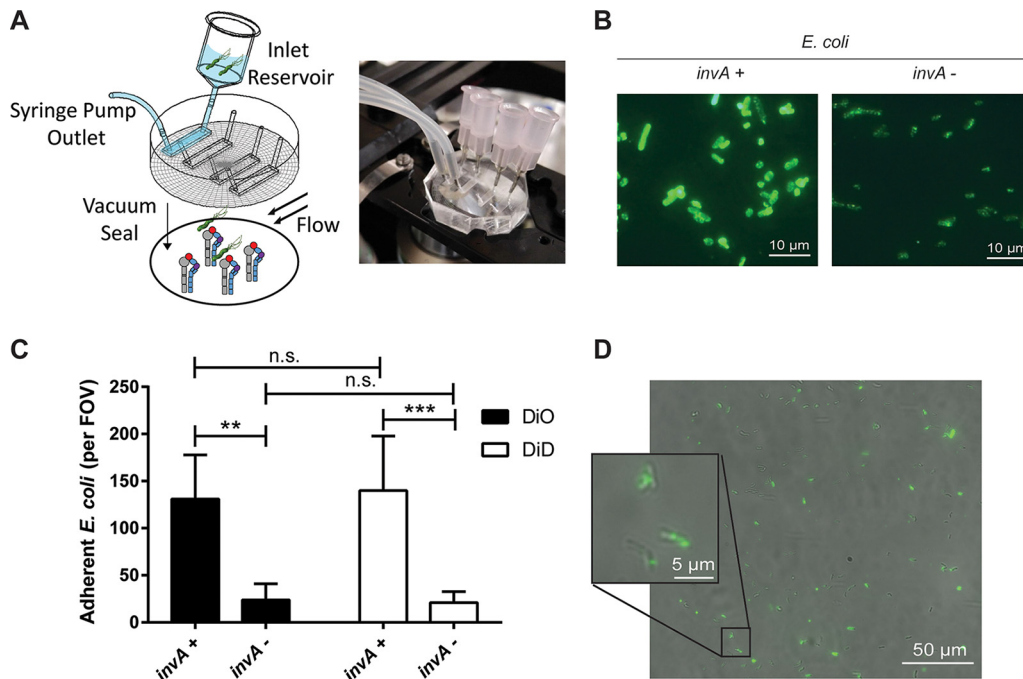 A
Inlet
Reservoir
Syringe Pump
Outlet
Vacuum
Seal
Flow
B
E. coli
invA +
invA -
10 µm
10 µm
C
n.s.
n.s.
**
***
DiO
DiD
Adherent E. coli (per FOV)
250
200
150
100
50
0
invA +
invA -
invA +
invA -
D
5 µm
50 µm